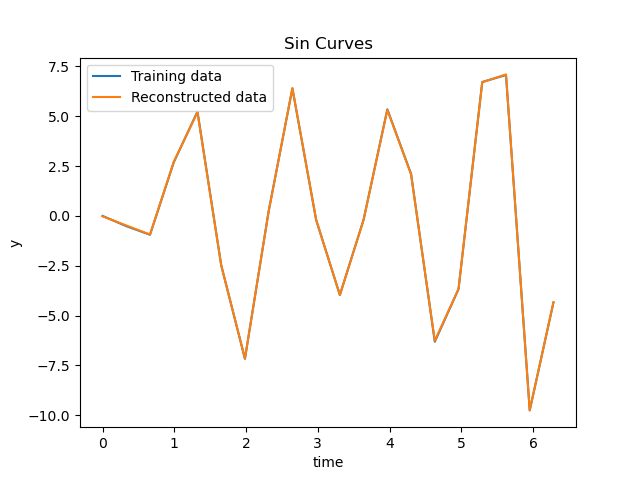 Sin Curves
Training data
Reconstructed data
7.5
5.0
2.5
0.0
−2.5
−5.0
−7.5
−10.0
y
0 1 2 3 4 5 6
time